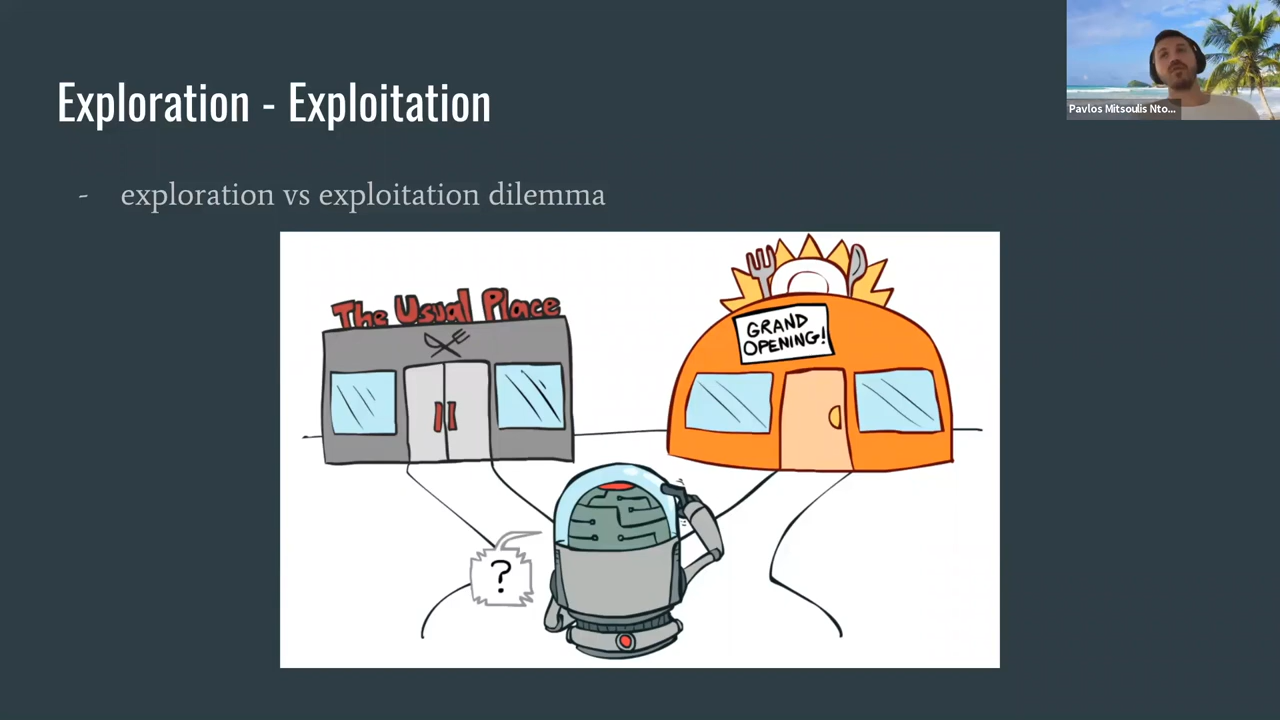 Exploration - Exploitation
Pavlos Mitsoulis Nto...
- exploration vs exploitation dilemma
The Usual Place
GRAND
OPENING!
?